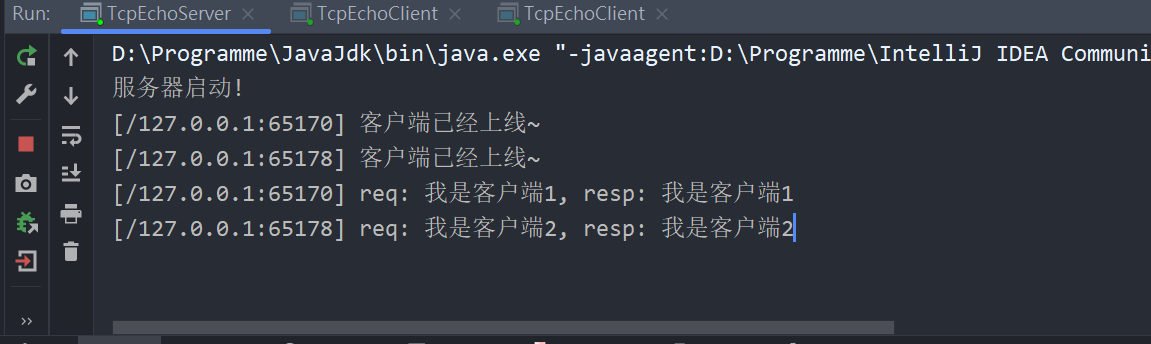 Run: TcpEchoServer TcpEchoClient TcpEchoClient
D:\Programme\JavaJdk\bin\java.exe "-javaagent:D:\Programme\IntelliJ IDEA Communi
服务器启动!
[/127.0.0.1:65170] 客户端已经上线~
[/127.0.0.1:65178] 客户端已经上线~
[/127.0.0.1:65170] req: 我是客户端1, resp: 我是客户端1
[/127.0.0.1:65178] req: 我是客户端2, resp: 我是客户端2